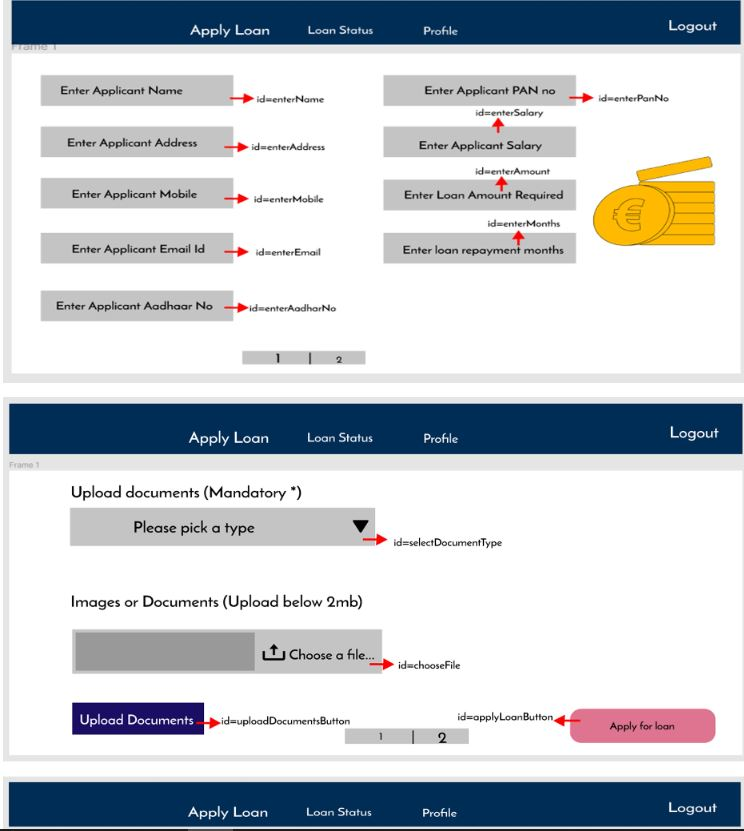 Apply Loan Loan Status Profile Logout
Frame 1
Enter Applicant Name
id=enterName
Enter Applicant PAN no
id=enterPanNo
id=enterSalary
Enter Applicant Address
id=enterAddress
Enter Applicant Salary
id=enterAmount
Enter Applicant Mobile
id=enterMobile
Enter Loan Amount Required
id=enterMonths
Enter Applicant Email Id
id=enterEmail
Enter loan repayment months
Enter Applicant Aadhaar No
id=enterAadharNo
1 | 2
Apply Loan Loan Status Profile Logout
Frame 1
Upload documents (Mandatory *)
Please pick a type
id=selectDocumentType
Images or Documents (Upload below 2mb)
Choose a file...
id=chooseFile
Upload Documents
id=uploadDocumentsButton
id=applyLoanButton
Apply for loan
1 | 2
Apply Loan Loan Status Profile Logout